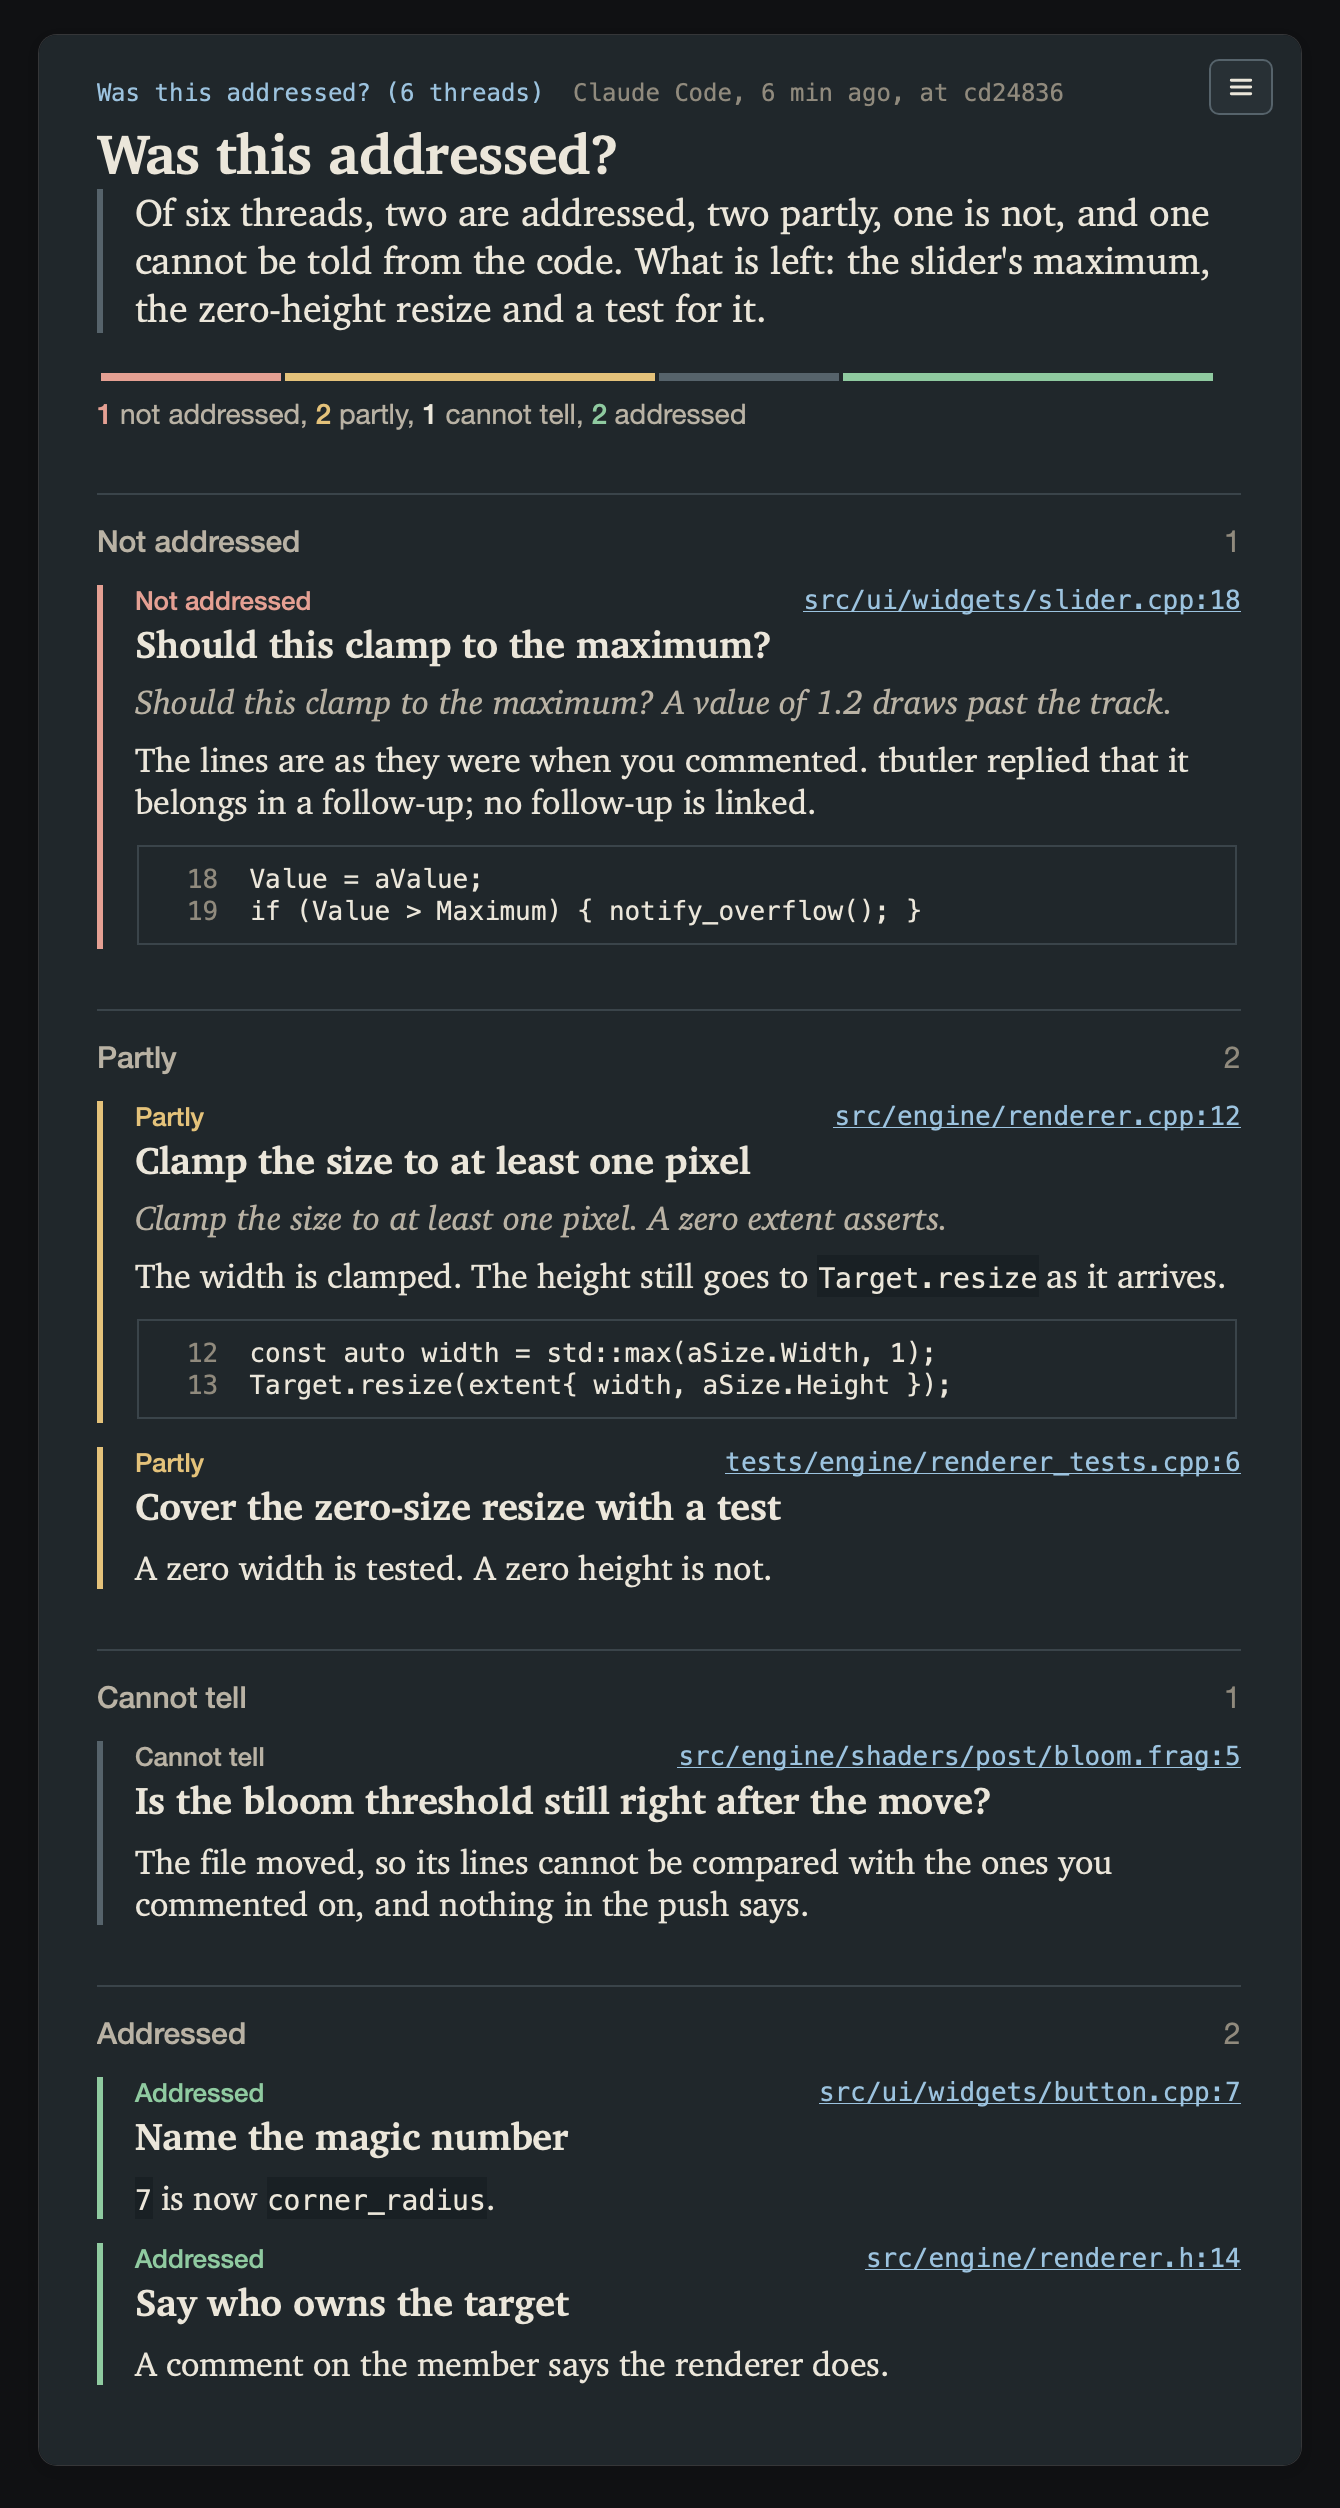 Was this addressed? (6 threads) Claude Code, 6 min ago, at cd24836
Was this addressed?
Of six threads, two are addressed, two partly, one is not, and one
cannot be told from the code. What is left: the slider's maximum,
the zero-height resize and a test for it.
1 not addressed, 2 partly, 1 cannot tell, 2 addressed
Not addressed 1
Not addressed src/ui/widgets/slider.cpp:18
Should this clamp to the maximum?
Should this clamp to the maximum? A value of 1.2 draws past the track.
The lines are as they were when you commented. tbutler replied that it
belongs in a follow-up; no follow-up is linked.
18 Value = aValue;
19 if (Value > Maximum) { notify_overflow(); }
Partly 2
Partly src/engine/renderer.cpp:12
Clamp the size to at least one pixel
Clamp the size to at least one pixel. A zero extent asserts.
The width is clamped. The height still goes to Target.resize as it arrives.
12 const auto width = std::max(aSize.Width, 1);
13 Target.resize(extent{ width, aSize.Height });
Partly tests/engine/renderer_tests.cpp:6
Cover the zero-size resize with a test
A zero width is tested. A zero height is not.
Cannot tell 1
Cannot tell src/engine/shaders/post/bloom.frag:5
Is the bloom threshold still right after the move?
The file moved, so its lines cannot be compared with the ones you
commented on, and nothing in the push says.
Addressed 2
Addressed src/ui/widgets/button.cpp:7
Name the magic number
7 is now corner_radius.
Addressed src/engine/renderer.h:14
Say who owns the target
A comment on the member says the renderer does.